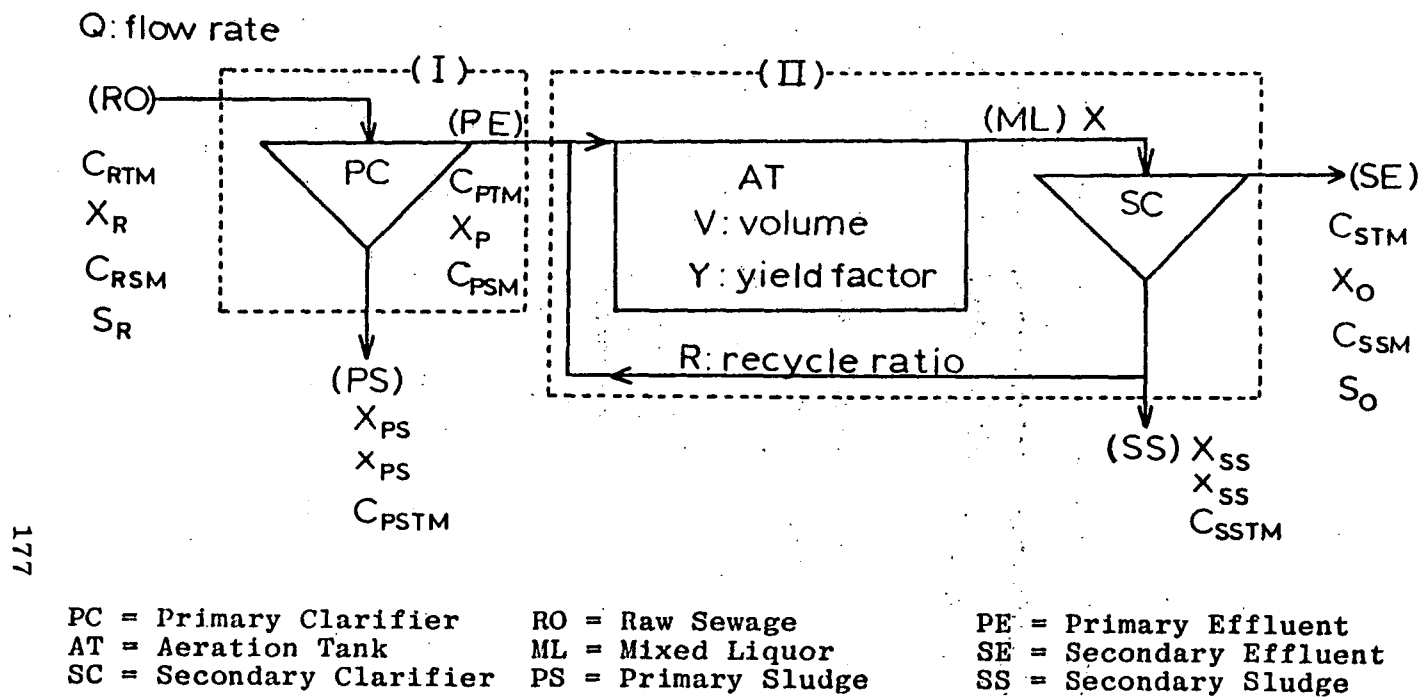 Q: flow rate
(I)
(II)
(RO)
(PE)
(ML) X
PC
AT
V: volume
Y: yield factor
SC
(SE)
C_RTM
X_R
C_RSM
S_R
C_PTM
X_P
C_PSM
C_STM
X_O
C_SSM
S_O
R: recycle ratio
(PS)
X_PS
x_PS
C_PSTM
(SS) X_SS
x_SS
C_SSTM
177
PC = Primary Clarifier RO = Raw Sewage PE = Primary Effluent
AT = Aeration Tank ML = Mixed Liquor SE = Secondary Effluent
SC = Secondary Clarifier PS = Primary Sludge SS = Secondary Sludge